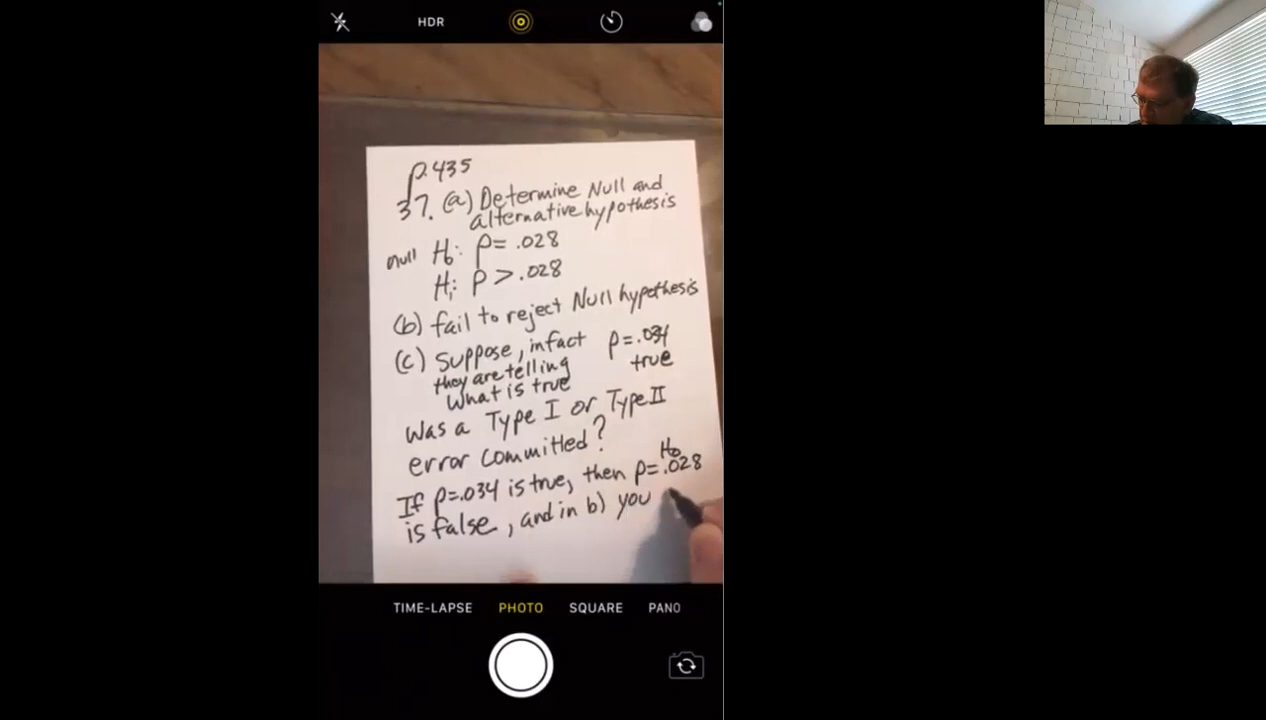 HDR
p.435
37. (a) Determine Null and
alternative hypothesis
null H₀: p = .028
H₁: p > .028
(b) fail to reject Null hypothesis
(c) Suppose, in fact p = .034
they are telling true
what is true
was a Type I or Type II
error committed?
H₀
If p=.034 is true, then p=.028
is false, and in b) you
TIME-LAPSE PHOTO SQUARE PANO